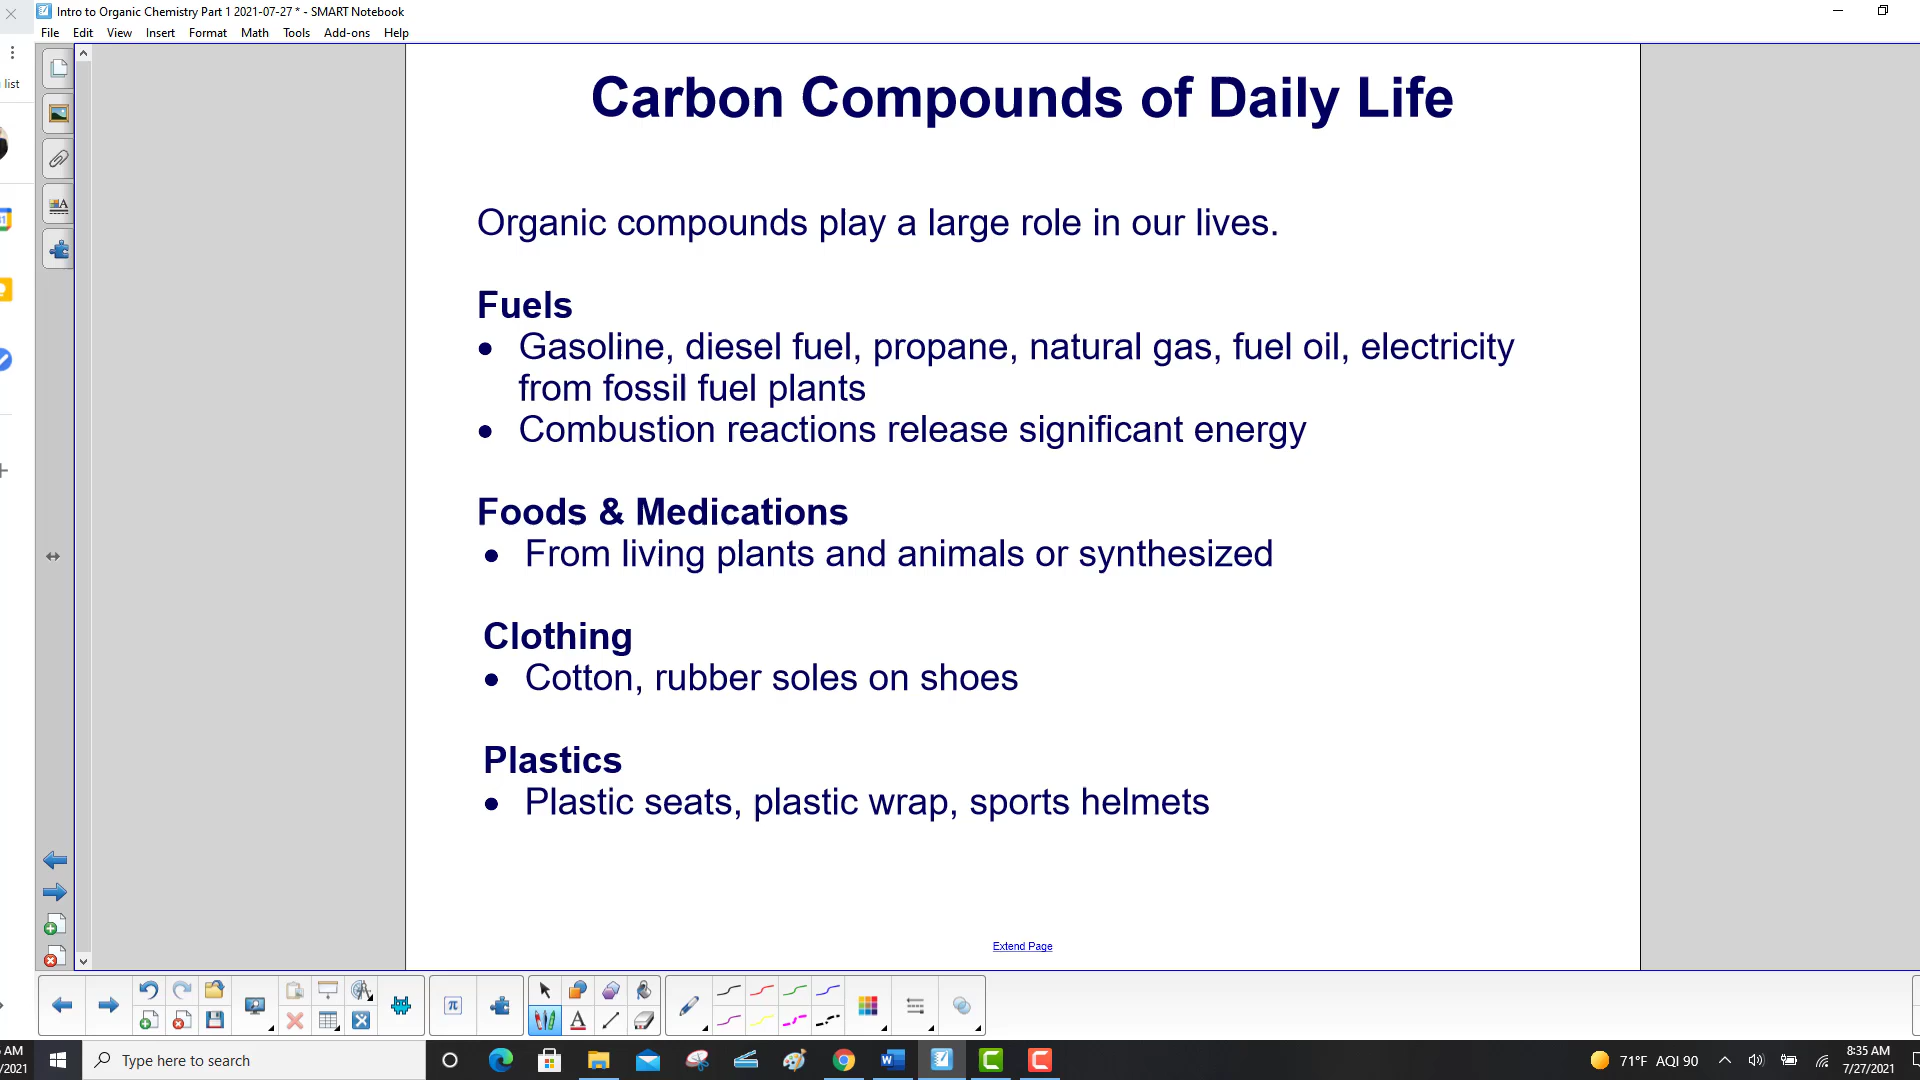 Intro to Organic Chemistry Part 1 2021-07-27 * - SMART Notebook
File Edit View Insert Format Math Tools Add-ons Help
list
Carbon Compounds of Daily Life
Organic compounds play a large role in our lives.
Fuels
• Gasoline, diesel fuel, propane, natural gas, fuel oil, electricity
from fossil fuel plants
• Combustion reactions release significant energy
Foods & Medications
• From living plants and animals or synthesized
Clothing
• Cotton, rubber soles on shoes
Plastics
• Plastic seats, plastic wrap, sports helmets
Extend Page
AM
/2021
Type here to search
71°F AQI 90
8:35 AM
7/27/2021